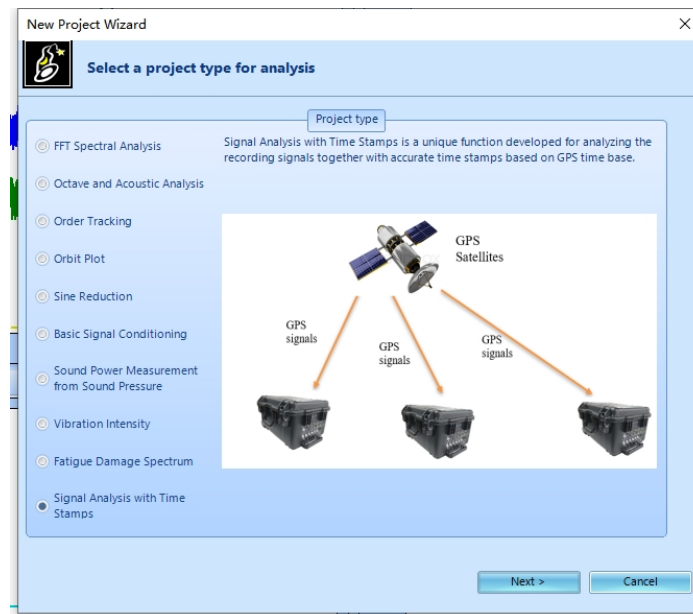 New Project Wizard
Select a project type for analysis
Project type
FFT Spectral Analysis
Octave and Acoustic Analysis
Order Tracking
Orbit Plot
Sine Reduction
Basic Signal Conditioning
Sound Power Measurement
from Sound Pressure
Vibration Intensity
Fatigue Damage Spectrum
Signal Analysis with Time
Stamps
Signal Analysis with Time Stamps is a unique function developed for analyzing the
recording signals together with accurate time stamps based on GPS time base.
GPS
Satellites
GPS
signals
GPS
signals
GPS
signals
Next >
Cancel